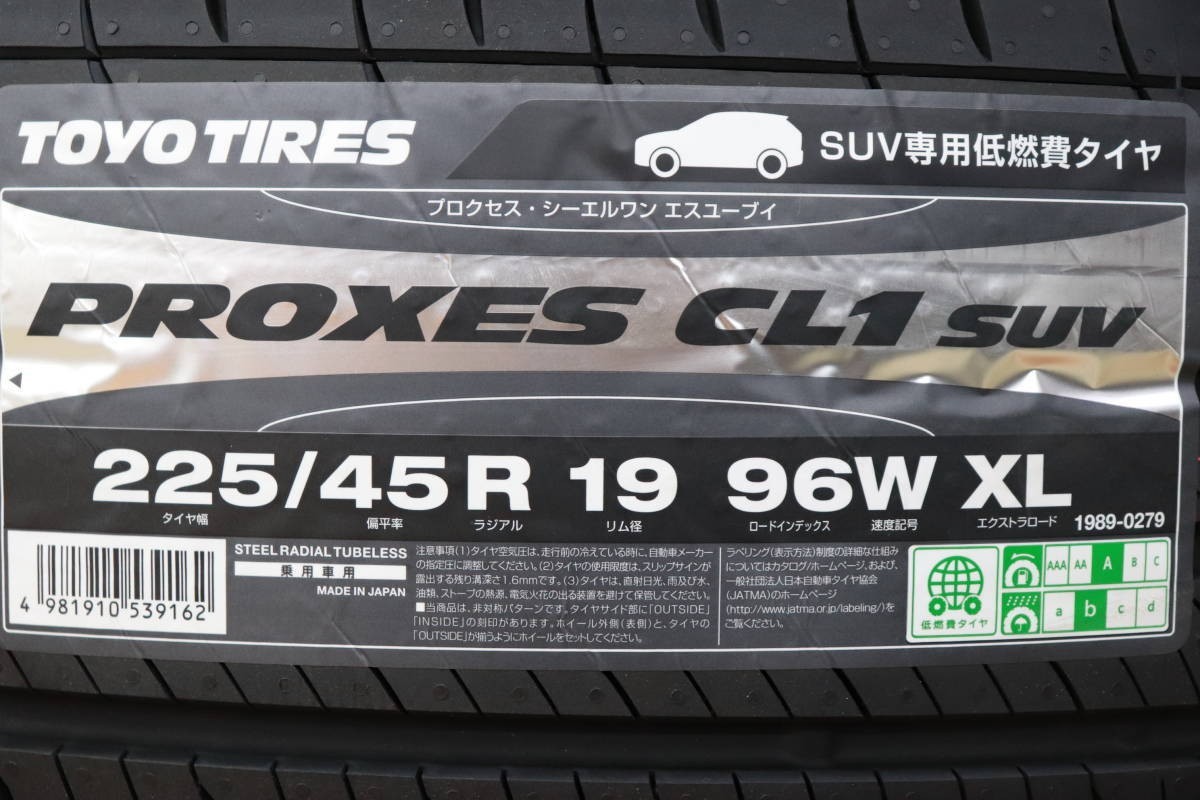 TOYO TIRES
SUV専用低燃費タイヤ
プロクセス・シーエルワン エスユーブイ
PROXES CL1 SUV
225/45 R 19 96W XL
タイヤ幅 偏平率 ラジアル リム径 ロードインデックス 速度記号 エクストラロード 1989-0279
4 981910 539162
STEEL RADIAL TUBELESS
乗用車用
MADE IN JAPAN
注意事項(1)タイヤ空気圧は、走行前の冷えている時に、自動車メーカー
の指定圧に調整してください。(2)タイヤの使用限度は、スリップサインが
露出する残り溝深さ1.6mmです。(3)タイヤは、直射日光、雨及び水、
油類、ストーブの熱源、電気火花の出る装置を避けて保管してください。
■当商品は、非対称パターンです。タイヤサイド部に「OUTSIDE」
「INSIDE」の刻印があります。ホイール外側(表側)と、タイヤの
「OUTSIDE」が揃うようにホイールをセットしてください。
ラベリング(表示方法)制度の詳細な仕組み
についてはカタログ/ホームページ、および、
一般社団法人日本自動車タイヤ協会
(JATMA)のホームページ
(http://www.jatma.or.jp/labeling/)を
ご覧ください。
低燃費タイヤ
AAA AA A B C
a b c d